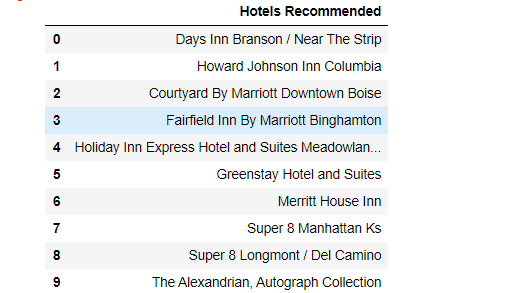 Hotels Recommended
0 Days Inn Branson / Near The Strip
1 Howard Johnson Inn Columbia
2 Courtyard By Marriott Downtown Boise
3 Fairfield Inn By Marriott Binghamton
4 Holiday Inn Express Hotel and Suites Meadowlan...
5 Greenstay Hotel and Suites
6 Merritt House Inn
7 Super 8 Manhattan Ks
8 Super 8 Longmont / Del Camino
9 The Alexandrian, Autograph Collection